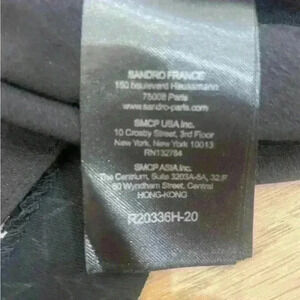 SANDRO FRANCE
150 boulevard Haussmann
75008 Paris
www.sandro-paris.com
SMCP USA Inc.
10 Crosby Street, 3rd Floor
New York, New York 10013
RN132784
SMCP ASIA Inc.
The Centrium, Suite 3203A-5A, 32/F
60 Wyndham Street, Central
HONG-KONG
R20336H-20